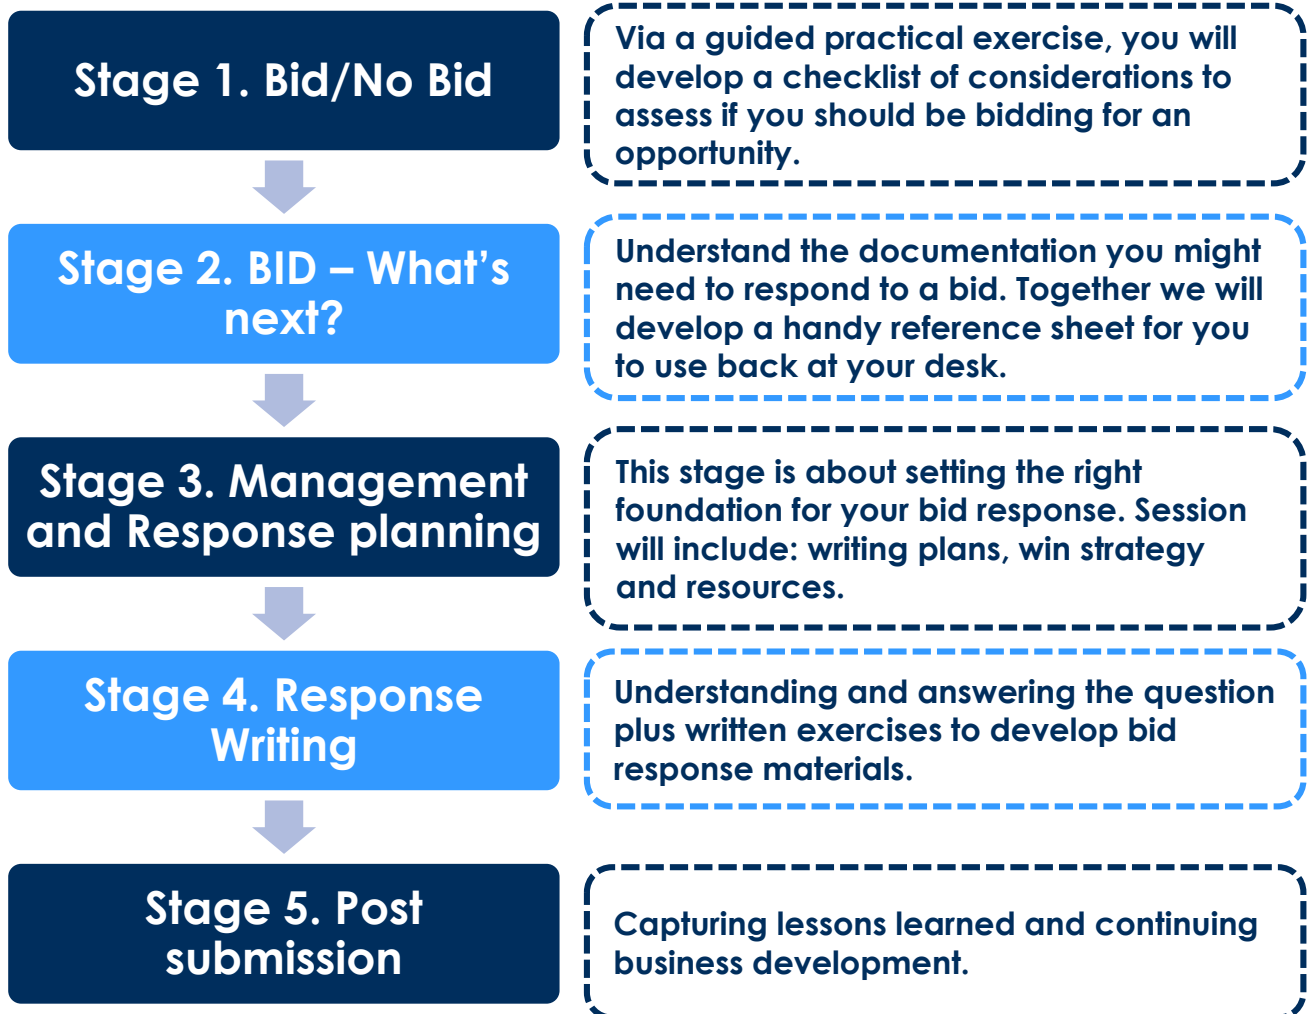 Stage 1. Bid/No Bid
Via a guided practical exercise, you will
develop a checklist of considerations to
assess if you should be bidding for an
opportunity.
Stage 2. BID – What’s
next?
Understand the documentation you might
need to respond to a bid. Together we will
develop a handy reference sheet for you
to use back at your desk.
Stage 3. Management
and Response planning
This stage is about setting the right
foundation for your bid response. Session
will include: writing plans, win strategy
and resources.
Stage 4. Response
Writing
Understanding and answering the question
plus written exercises to develop bid
response materials.
Stage 5. Post
submission
Capturing lessons learned and continuing
business development.